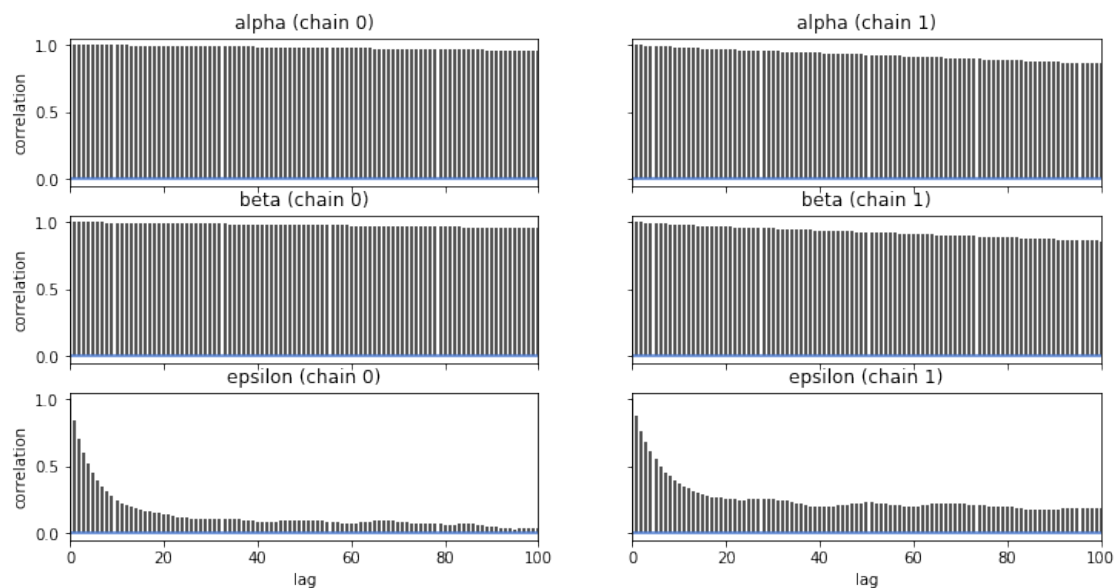 alpha (chain 0)
alpha (chain 1)
1.0
0.5
0.0
correlation
beta (chain 0)
beta (chain 1)
1.0
0.5
0.0
correlation
epsilon (chain 0)
epsilon (chain 1)
1.0
0.5
0.0
correlation
0 20 40 60 80 100
0 20 40 60 80 100
lag
lag